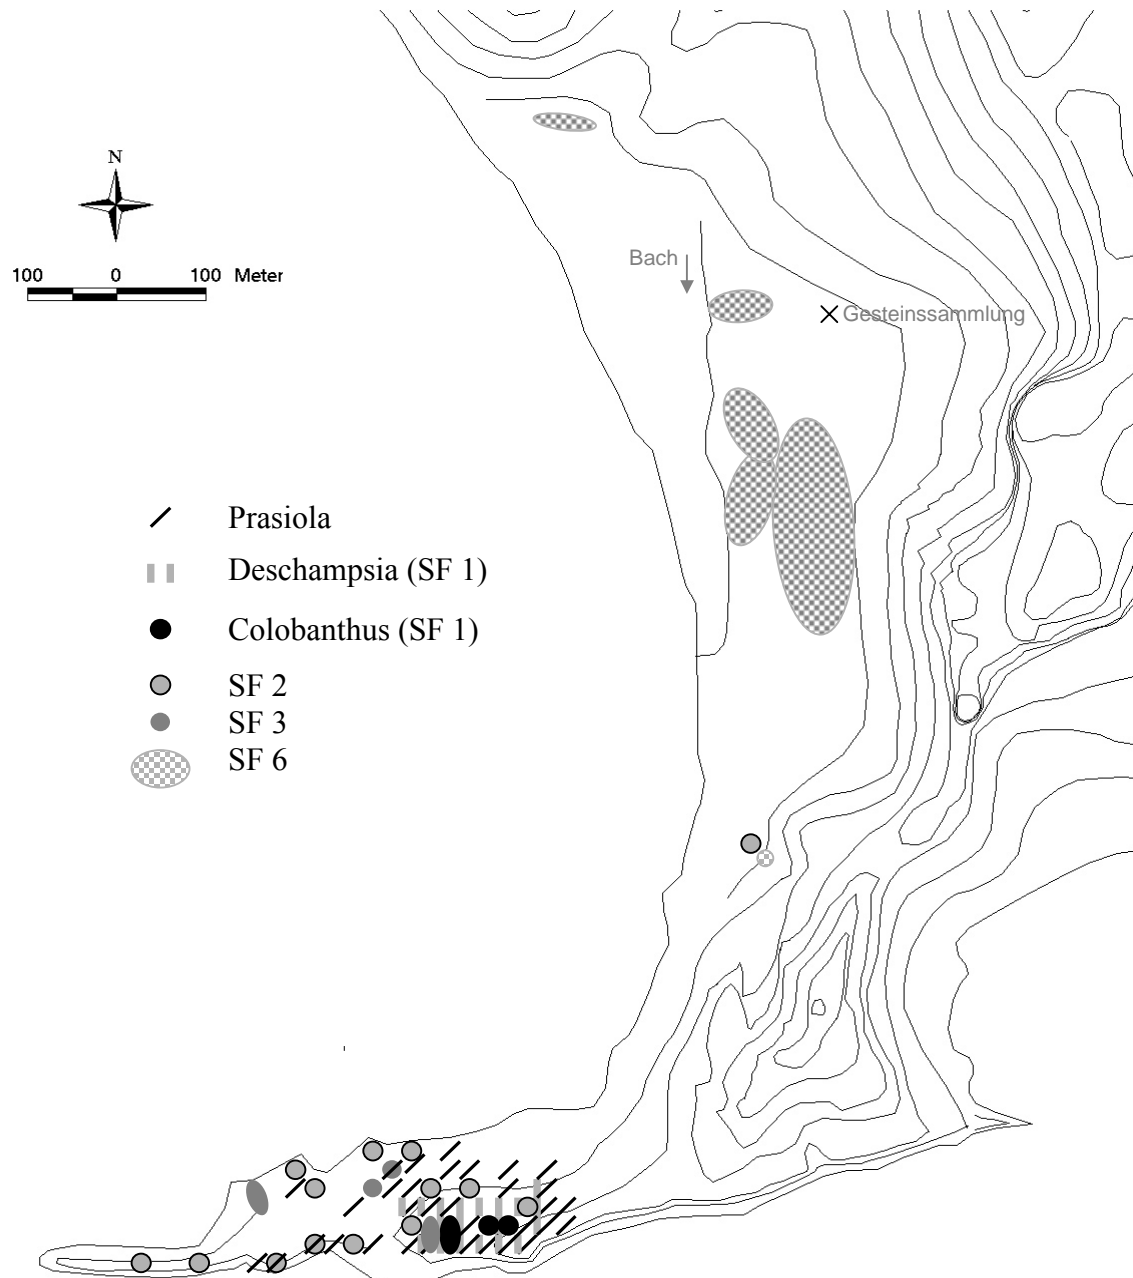 N
100 0 100 Meter
Bach
Gesteinssammlung
Prasiola
Deschampsia (SF 1)
Colobanthus (SF 1)
SF 2
SF 3
SF 6